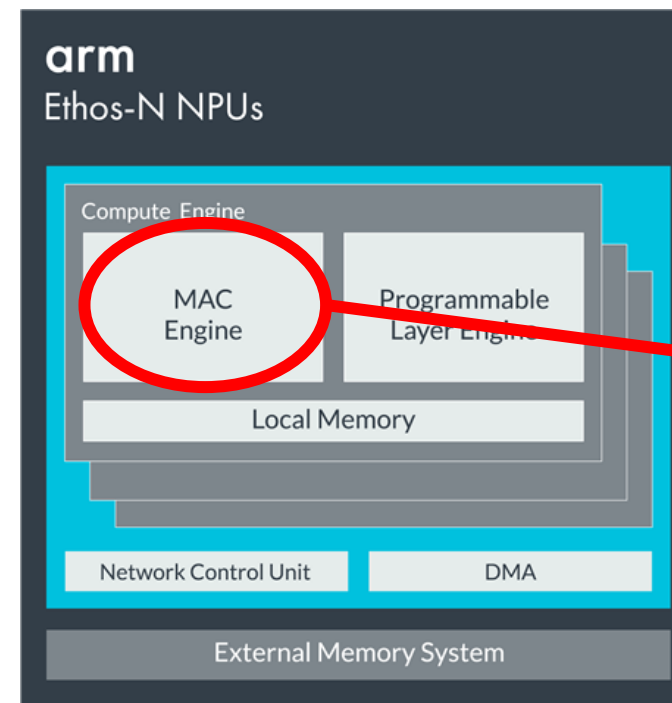 arm
Ethos-N NPUs
Compute Engine
MAC
Engine
Programmable
Layer Engine
Local Memory
Network Control Unit
DMA
External Memory System